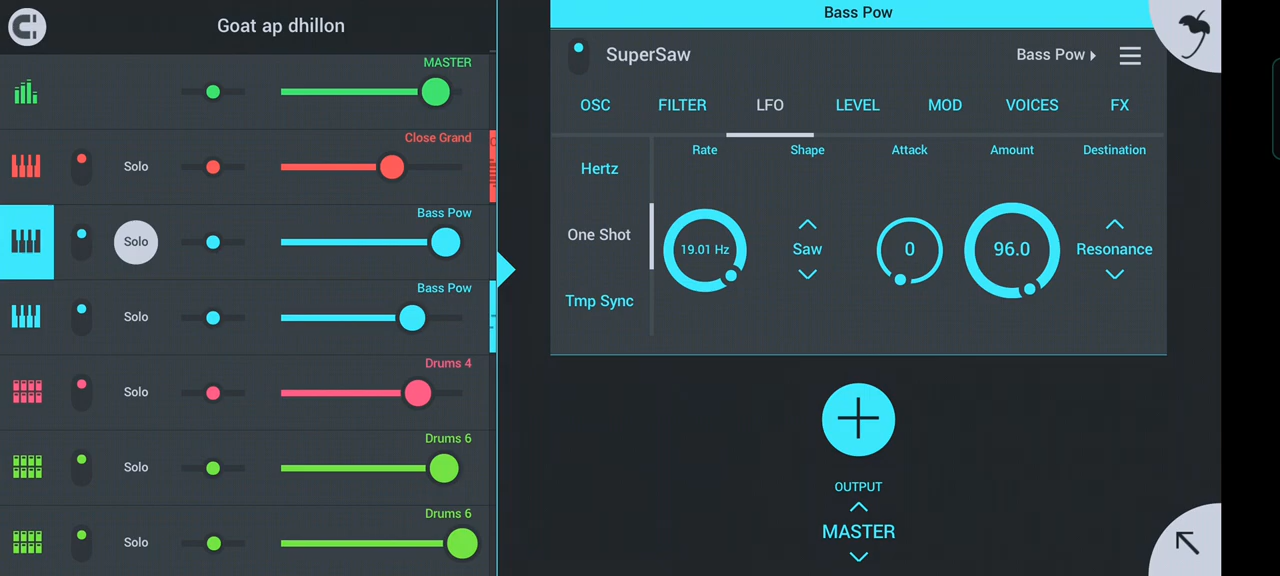 Goat ap dhillon
MASTER
Close Grand
Solo
Bass Pow
Solo
Bass Pow
Solo
Drums 4
Solo
Drums 6
Solo
Drums 6
Solo
Bass Pow
SuperSaw
Bass Pow
OSC FILTER LFO LEVEL MOD VOICES FX
Hertz
One Shot
Tmp Sync
Rate Shape Attack Amount Destination
19.01 Hz Saw 0 96.0 Resonance
OUTPUT
MASTER